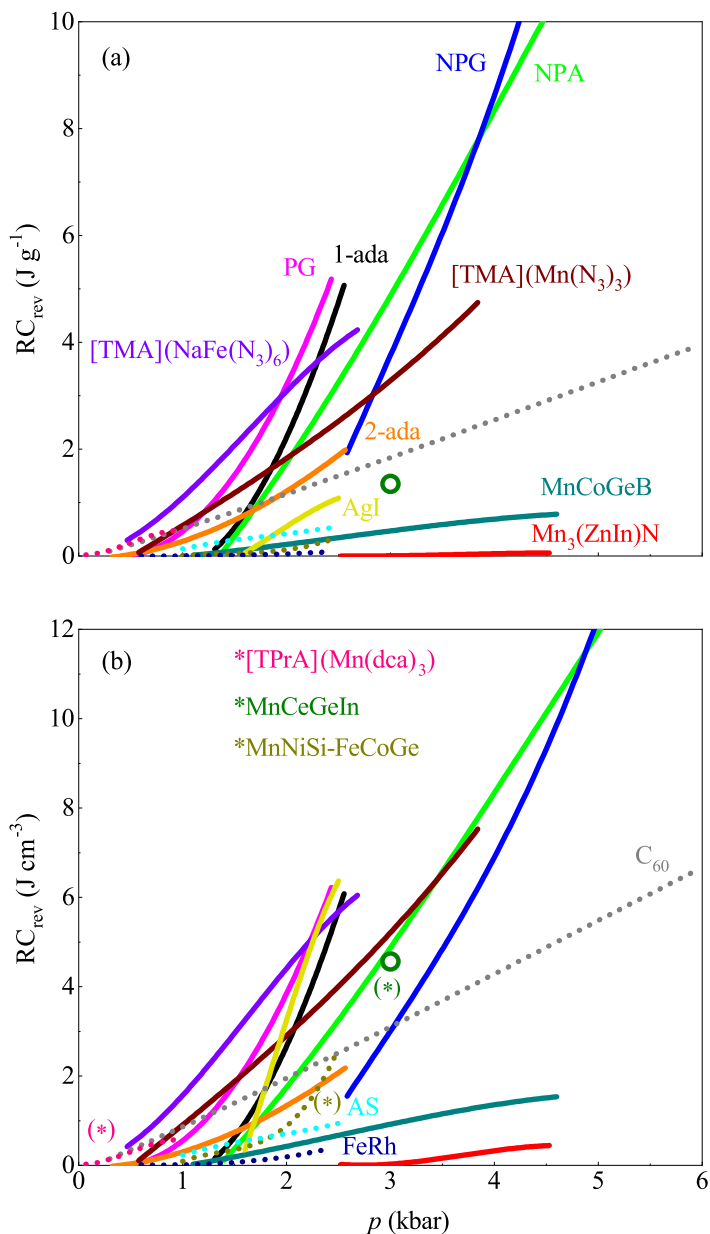 (a)
10
8
6
4
2
0
RC_rev (J g⁻¹)
NPG
NPA
1-ada
PG
[TMA](Mn(N₃)₃)
[TMA](NaFe(N₃)₆)
2-ada
AgI
MnCoGeB
Mn₃(ZnIn)N
(b)
12
10
8
6
4
2
0
RC_rev (J cm⁻³)
*[TPrA](Mn(dca)₃)
*MnCeGeIn
*MnNiSi-FeCoGe
C₆₀
(*)
(*)
(*)
AS
FeRh
0 1 2 3 4 5 6
p (kbar)